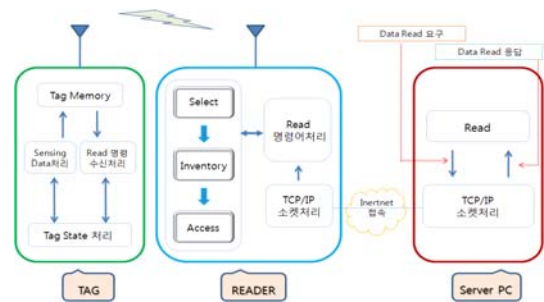 Data Read 요구
Data Read 응답
Tag Memory
Sensing
Data처리
Read 명령
수신처리
Tag State 처리
TAG
Select
Inventory
Access
Read
명령어처리
TCP/IP
소켓처리
READER
Inertnet
접속
Read
TCP/IP
소켓처리
Server PC